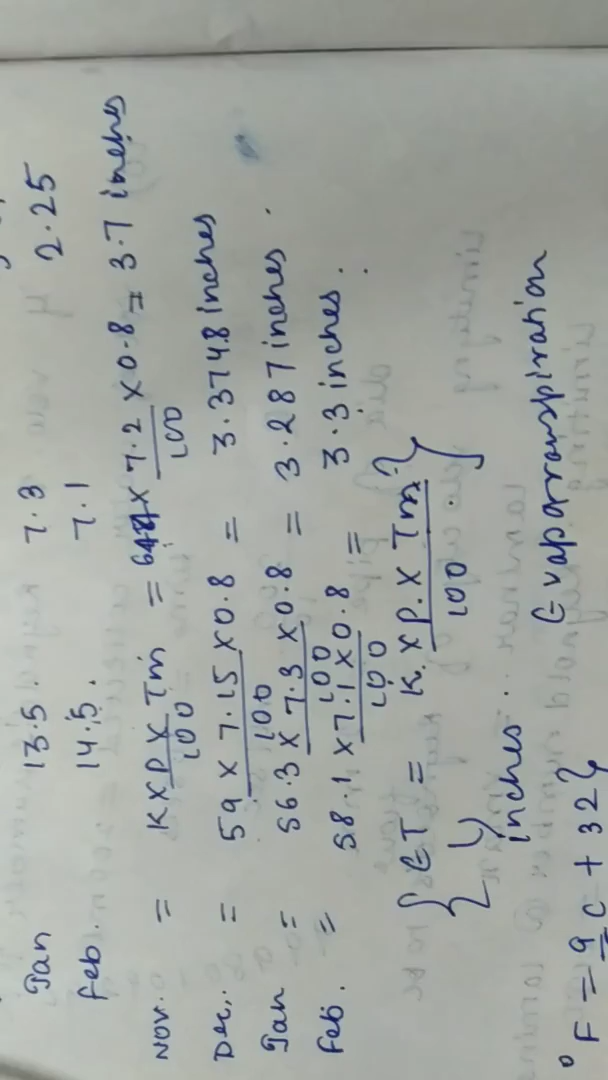 Jan 13.5. 7.3
Feb. 14.5. 7.1 2.25
Nov. = K×P×Tm/100 = 64× 7.2/100 ×0.8 = 3.7 inches
Dec. = 59 × 7.15/100 ×0.8 = 3.3748 inches
Jan = 56.3 × 7.3/100 ×0.8 = 3.287 inches.
Feb. = 58.1 × 7.1/100 ×0.8 = 3.3 inches.
{ET = K. × P.× Tm/100.}
inches.. Evapatranspiration
°F = 9 C + 32}